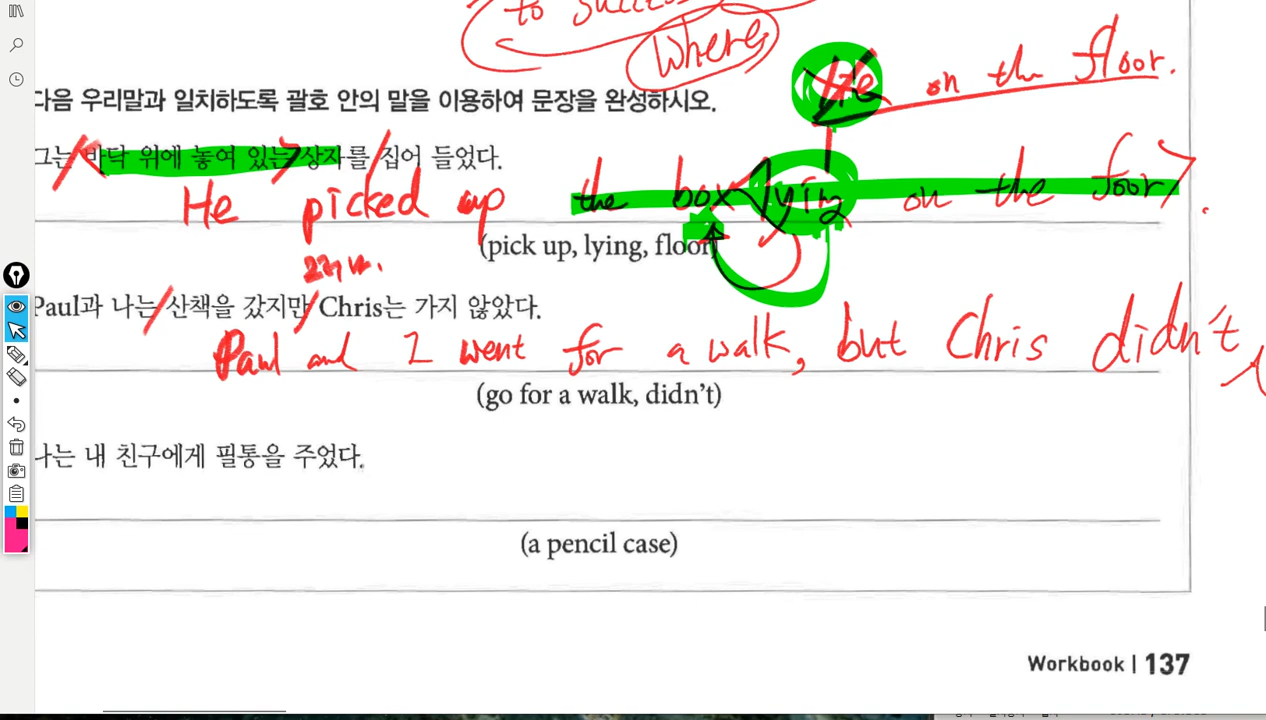 to success
where
the on the floor.
다음 우리말과 일치하도록 괄호 안의 말을 이용하여 문장을 완성하시오.
그는 바닥 위에 놓여 있는 상자를 집어 들었다.
He picked up the box lying on the floor.
(pick up, lying, floor)
Paul과 나는 산책을 갔지만 Chris는 가지 않았다.
Paul and I went for a walk, but Chris didn't
(go for a walk, didn't)
나는 내 친구에게 필통을 주었다.
(a pencil case)
Workbook | 137